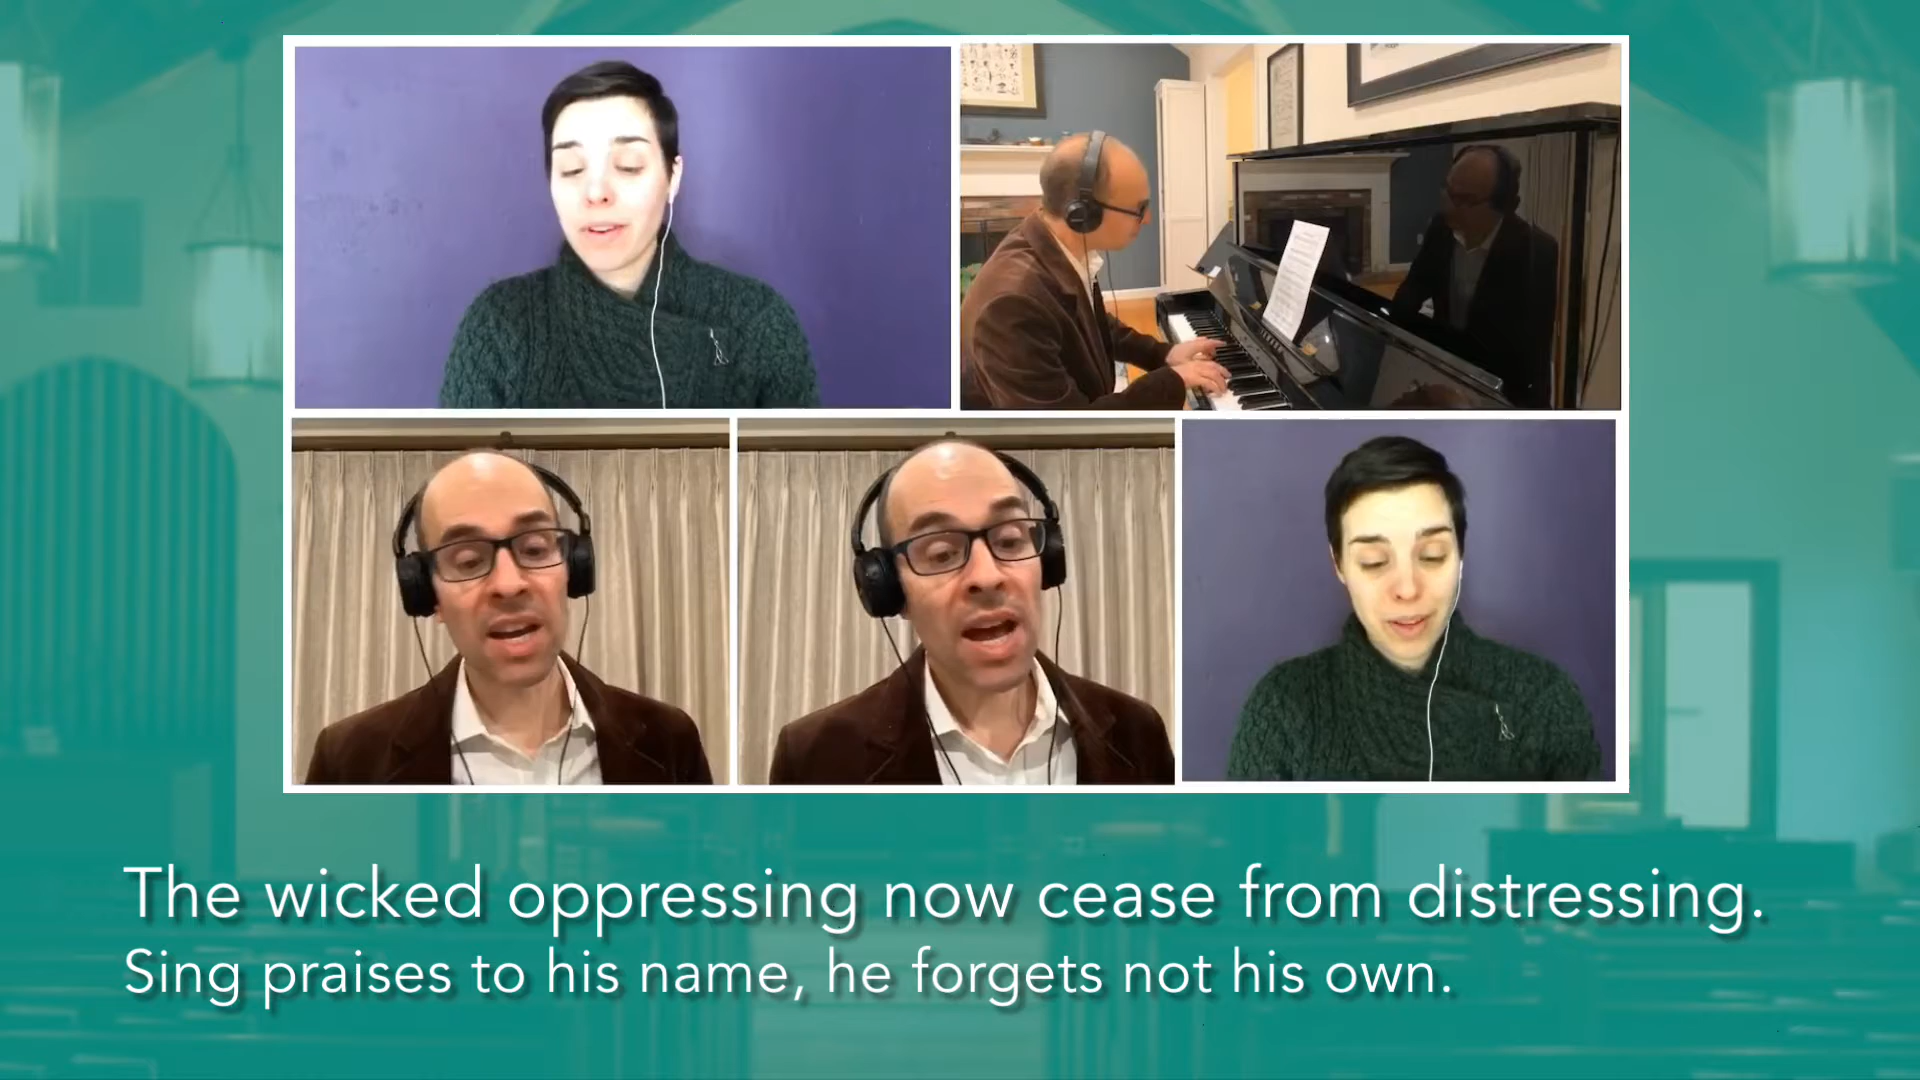 The wicked oppressing now cease from distressing.
Sing praises to his name, he forgets not his own.